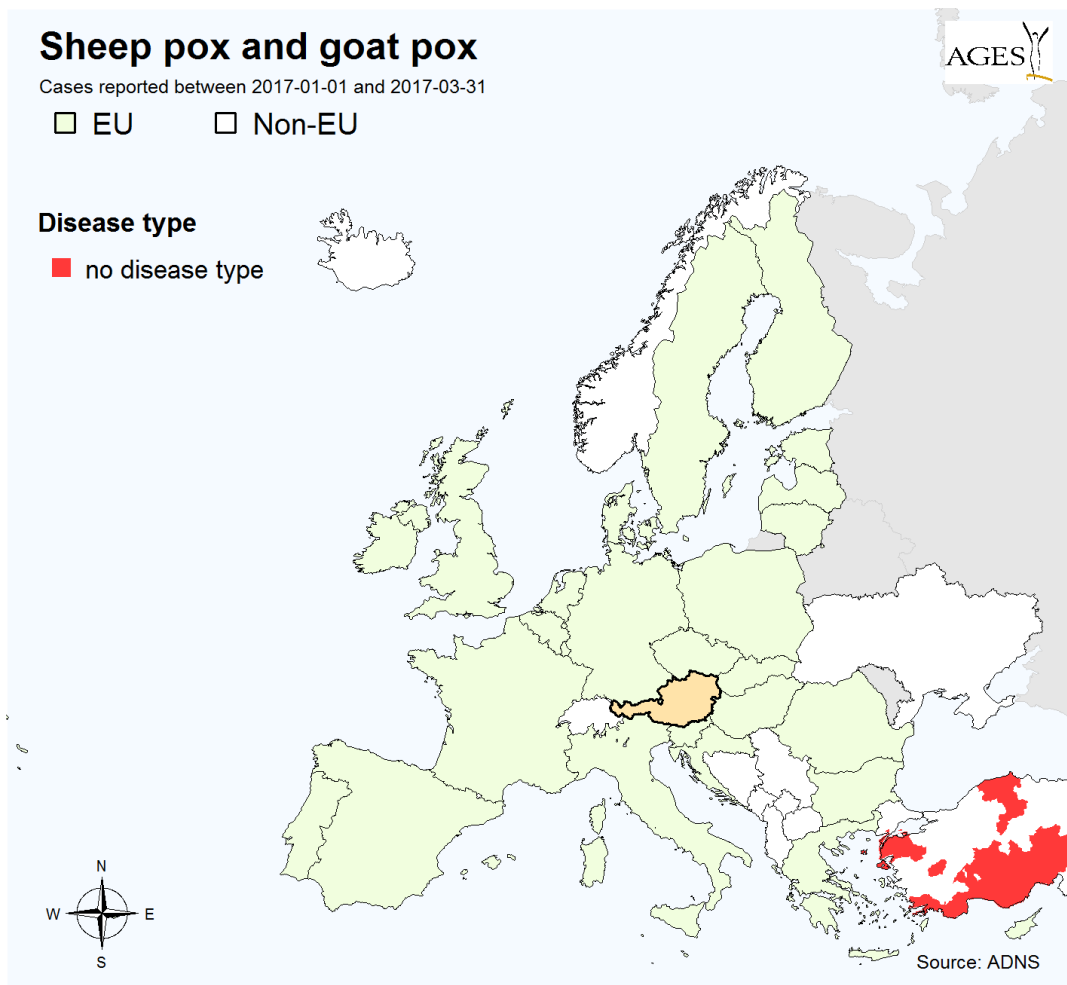 Sheep pox and goat pox
Cases reported between 2017-01-01 and 2017-03-31
EU Non-EU
AGES
Disease type
no disease type
N
W E
S
Source: ADNS